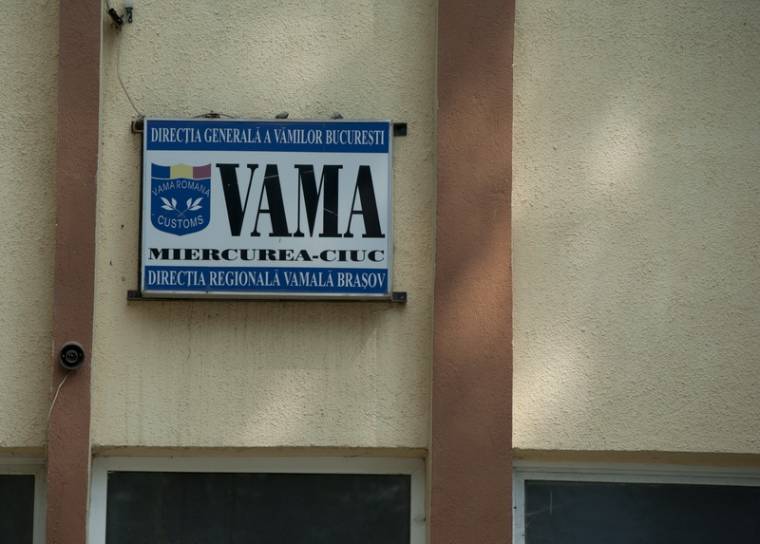 DIRECȚIA GENERALĂ A VĂMILOR BUCUREȘTI
VAMA ROMANA
CUSTOMS
VAMA
MIERCUREA-CIUC
DIRECȚIA REGIONALĂ VAMALĂ BRAȘOV